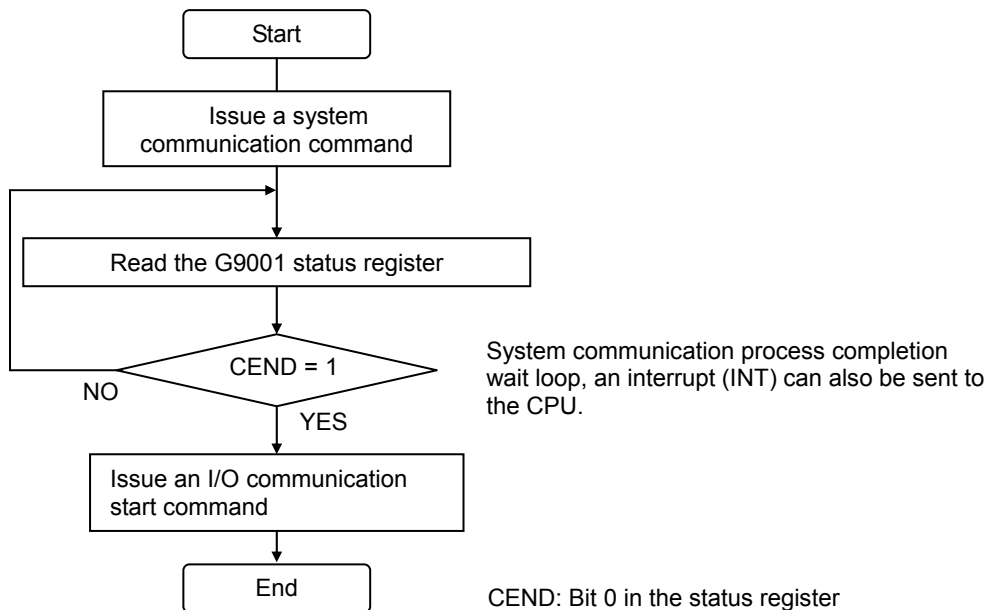 Start
Issue a system
communication command
Read the G9001 status register
CEND = 1
NO
YES
System communication process completion
wait loop, an interrupt (INT) can also be sent to
the CPU.
Issue an I/O communication
start command
End
CEND: Bit 0 in the status register